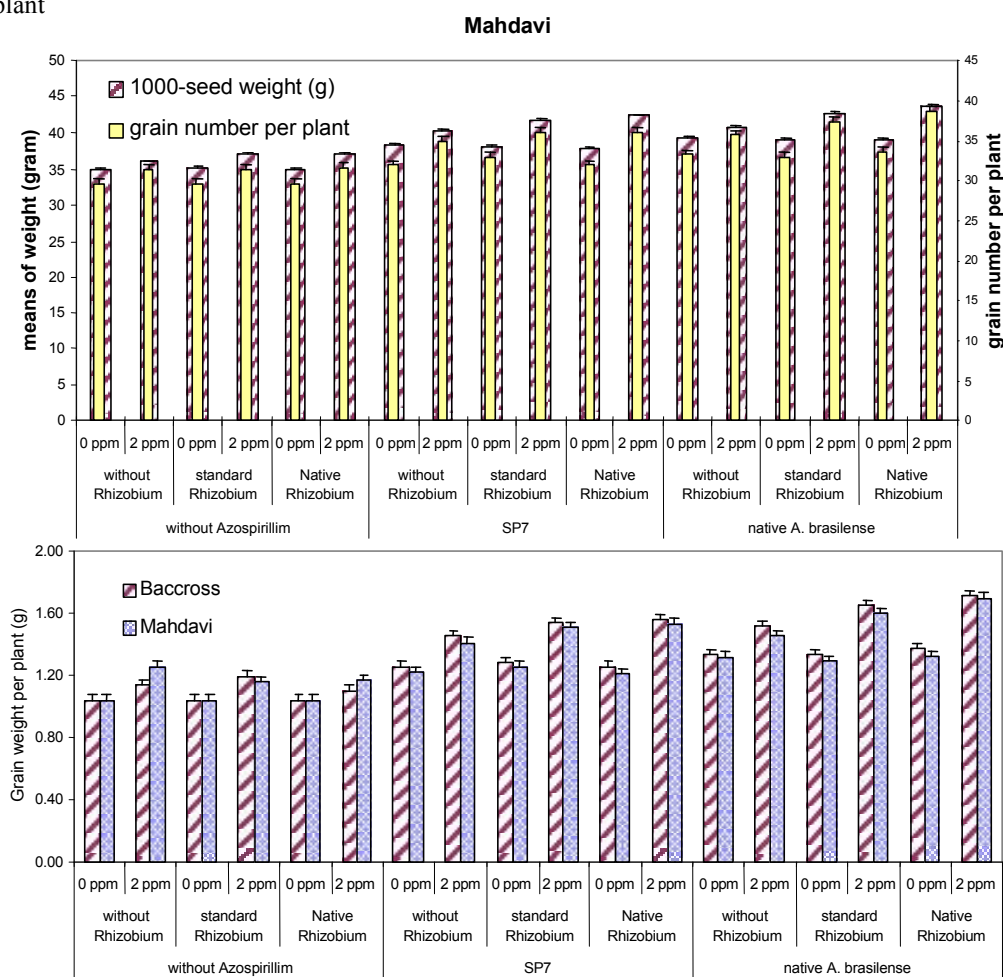 plant
Mahdavi
50
45
40
35
30
25
20
15
10
5
0
means of weight (gram)
1000-seed weight (g)
grain number per plant
45
40
35
30
25
20
15
10
5
0
grain number per plant
0 ppm 2 ppm 0 ppm 2 ppm 0 ppm 2 ppm 0 ppm 2 ppm 0 ppm 2 ppm 0 ppm 2 ppm 0 ppm 2 ppm 0 ppm 2 ppm 0 ppm 2 ppm
without standard Native without standard Native without standard Native
Rhizobium Rhizobium Rhizobium Rhizobium Rhizobium Rhizobium Rhizobium Rhizobium Rhizobium
without Azospirillim SP7 native A. brasilense
2.00
1.60
1.20
0.80
0.40
0.00
Grain weight per plant (g)
Baccross
Mahdavi
0 ppm 2 ppm 0 ppm 2 ppm 0 ppm 2 ppm 0 ppm 2 ppm 0 ppm 2 ppm 0 ppm 2 ppm 0 ppm 2 ppm 0 ppm 2 ppm 0 ppm 2 ppm
without standard Native without standard Native without standard Native
Rhizobium Rhizobium Rhizobium Rhizobium Rhizobium Rhizobium Rhizobium Rhizobium Rhizobium
without Azospirillim SP7 native A. brasilense